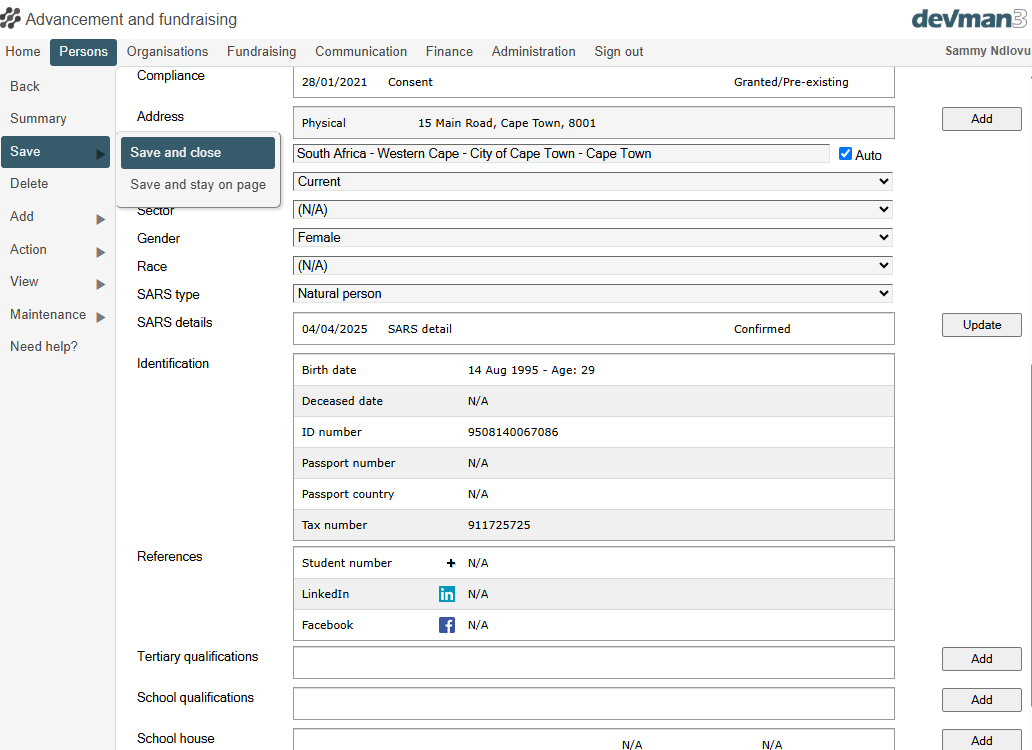 Advancement and fundraising
devman3
Home Persons Organisations Fundraising Communication Finance Administration Sign out Sammy Ndlovu
Back
Summary
Save
Delete
Add
Action
View
Maintenance
Need help?
Save and close
Save and stay on page
Compliance 28/01/2021 Consent Granted/Pre-existing
Address Physical 15 Main Road, Cape Town, 8001 Add
South Africa - Western Cape - City of Cape Town - Cape Town Auto
Current
Sector (N/A)
Gender Female
Race (N/A)
SARS type Natural person
SARS details 04/04/2025 SARS detail Confirmed Update
Identification Birth date 14 Aug 1995 - Age: 29
Deceased date N/A
ID number 9508140067086
Passport number N/A
Passport country N/A
Tax number 911725725
References Student number + N/A
LinkedIn in N/A
Facebook f N/A
Tertiary qualifications Add
School qualifications Add
School house N/A N/A Add